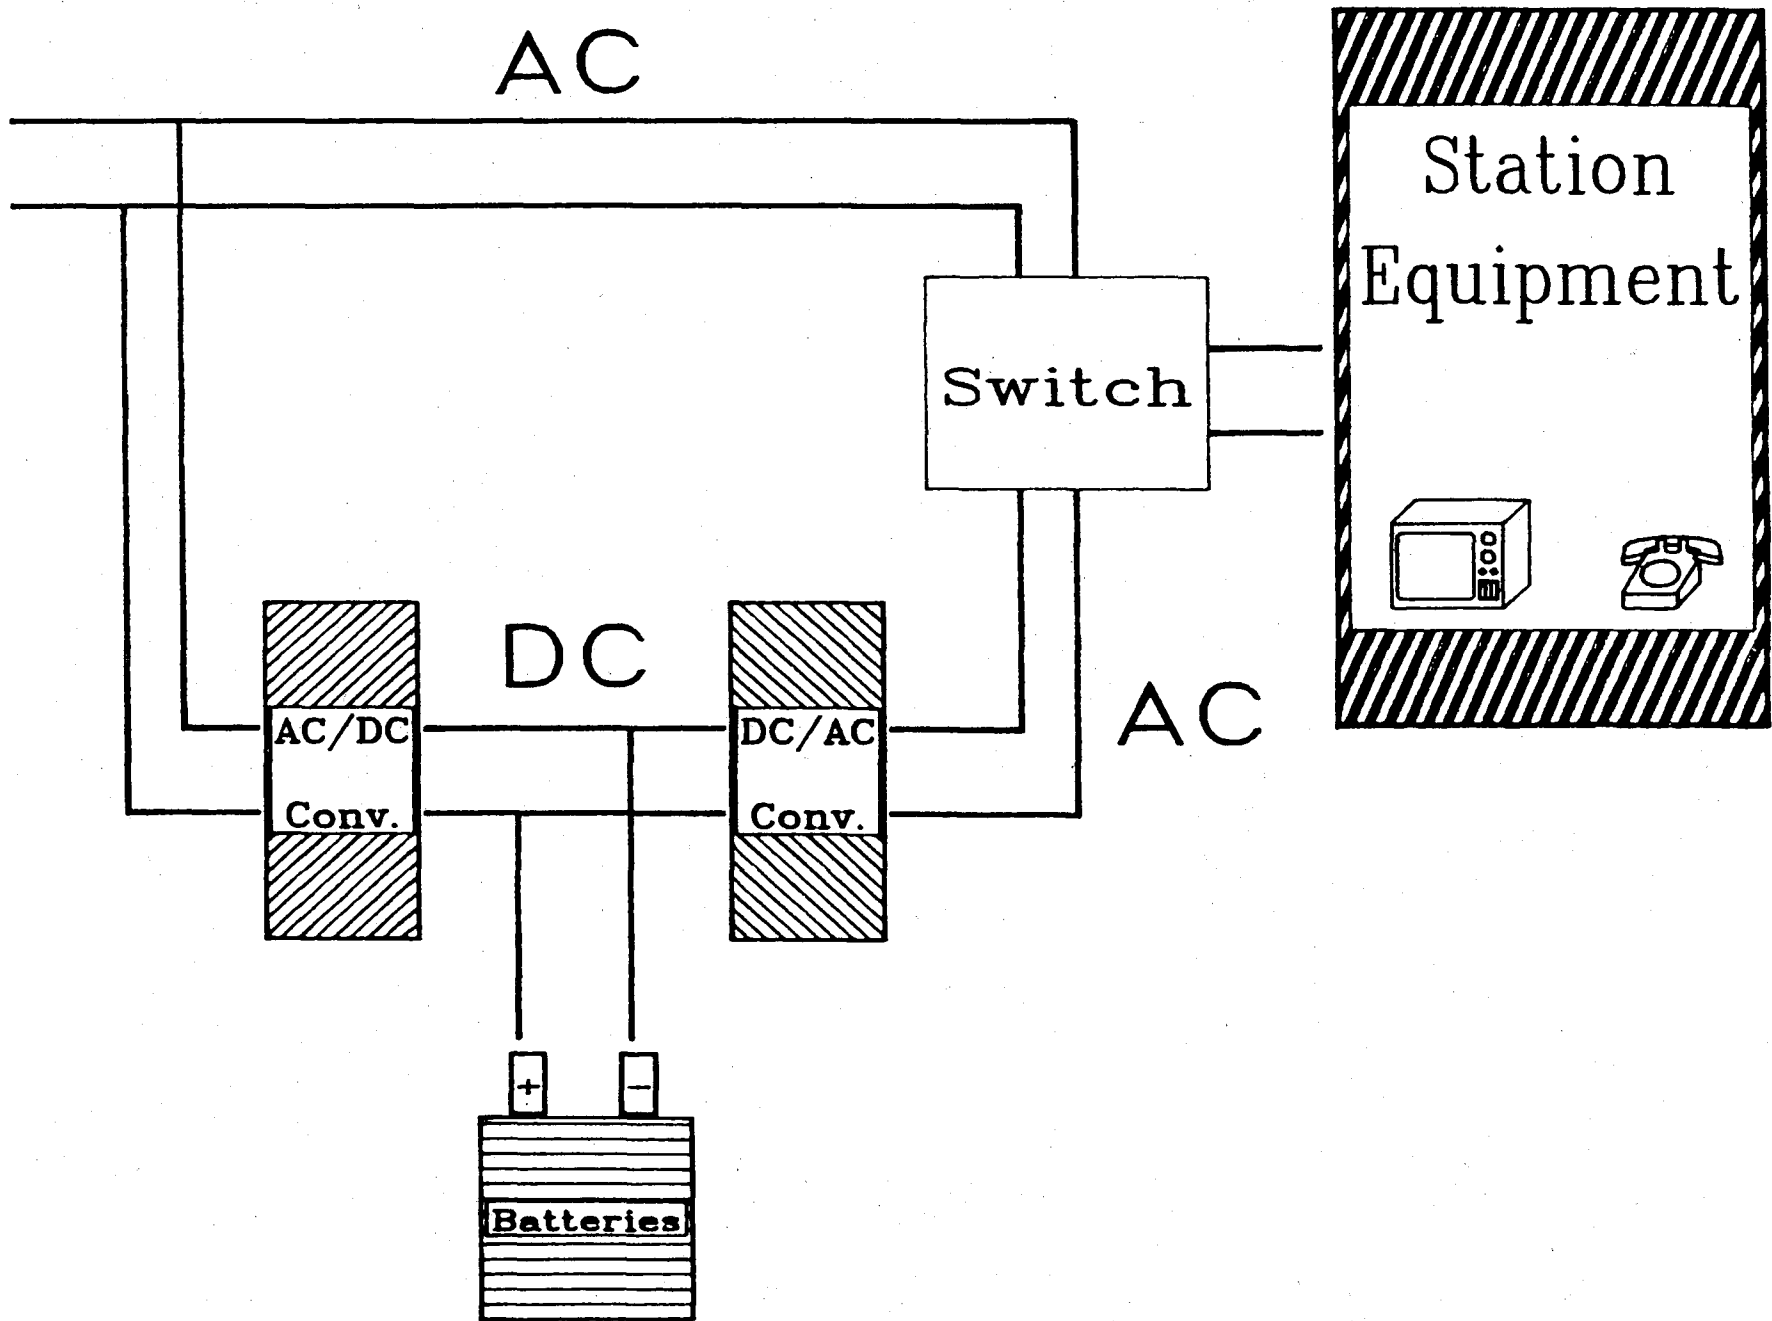 AC
Station
Equipment
Switch
DC
AC
AC/DC
Conv.
DC/AC
Conv.
+
−
Batteries